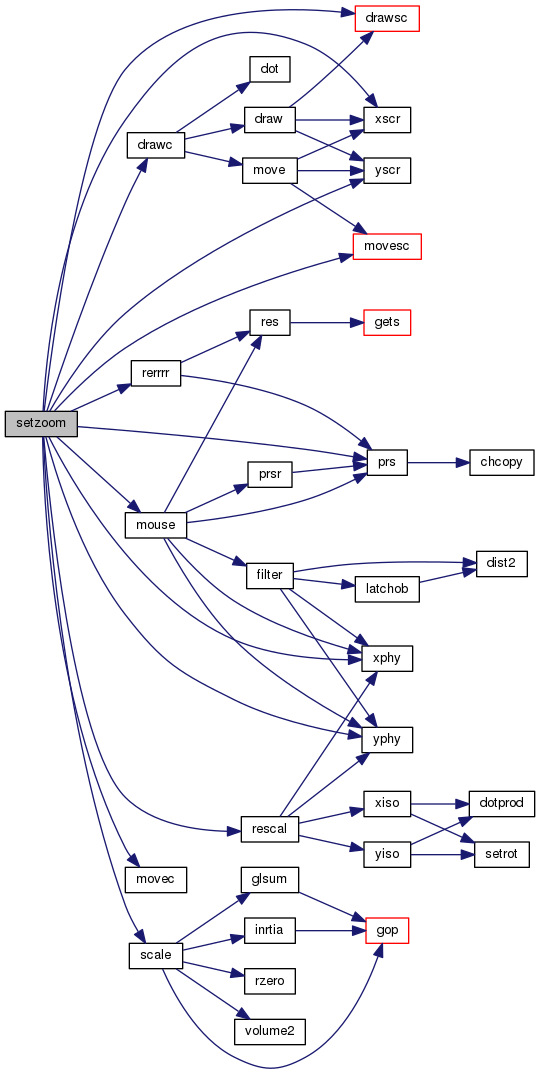 drawsc
dot
draw
xscr
drawc
move
yscr
movesc
res
gets
rerrrr
setzoom
prs
chcopy
prsr
mouse
dist2
filter
latchob
xphy
yphy
xiso
dotprod
rescal
yiso
setrot
movec
glsum
inrtia
gop
scale
rzero
volume2